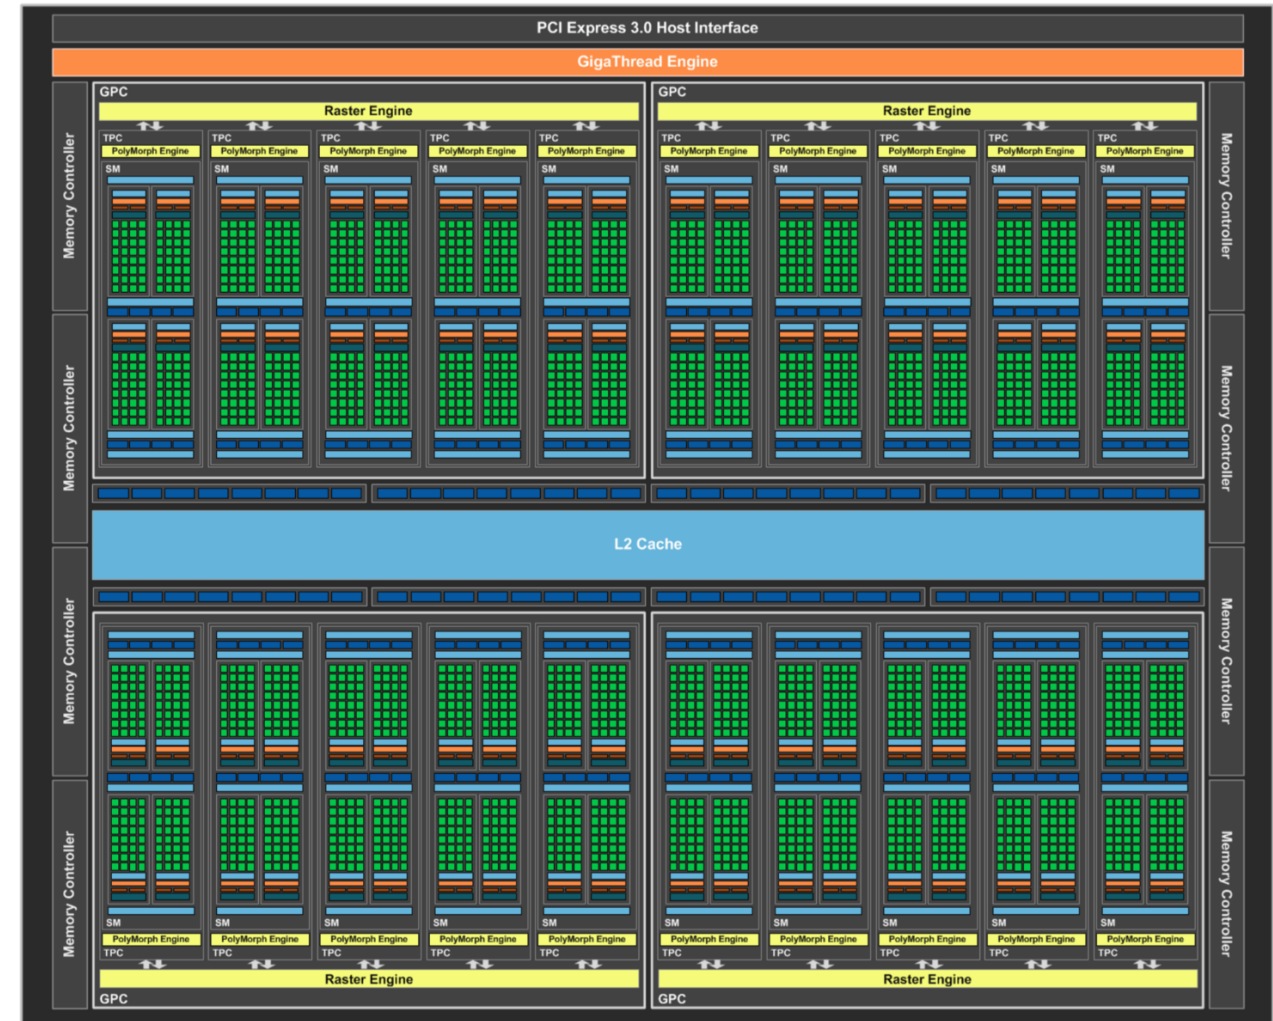 PCI Express 3.0 Host Interface
GigaThread Engine
Memory Controller
Memory Controller
Memory Controller
Memory Controller
GPC
Raster Engine
TPC TPC TPC TPC TPC
PolyMorph Engine PolyMorph Engine PolyMorph Engine PolyMorph Engine PolyMorph Engine
SM SM SM SM SM
GPC
Raster Engine
TPC TPC TPC TPC TPC
PolyMorph Engine PolyMorph Engine PolyMorph Engine PolyMorph Engine PolyMorph Engine
SM SM SM SM SM
Memory Controller
Memory Controller
Memory Controller
Memory Controller
L2 Cache
SM SM SM SM SM
PolyMorph Engine PolyMorph Engine PolyMorph Engine PolyMorph Engine PolyMorph Engine
TPC TPC TPC TPC TPC
Raster Engine
GPC
SM SM SM SM SM
PolyMorph Engine PolyMorph Engine PolyMorph Engine PolyMorph Engine PolyMorph Engine
TPC TPC TPC TPC TPC
Raster Engine
GPC